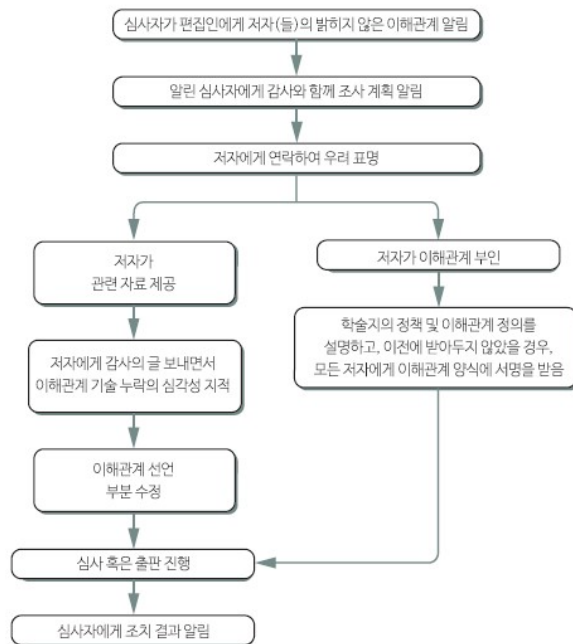 심사자가 편집인에게 저자(들)의 밝히지 않은 이해관계 알림
알린 심사자에게 감사와 함께 조사 계획 알림
저자에게 연락하여 우려 표명
저자가
관련 자료 제공
저자가 이해관계 부인
저자에게 감사의 글 보내면서
이해관계 기술 누락의 심각성 지적
학술지의 정책 및 이해관계 정의를
설명하고, 이전에 받아두지 않았을 경우,
모든 저자에게 이해관계 양식에 서명을 받음
이해관계 선언
부분 수정
심사 혹은 출판 진행
심사자에게 조치 결과 알림